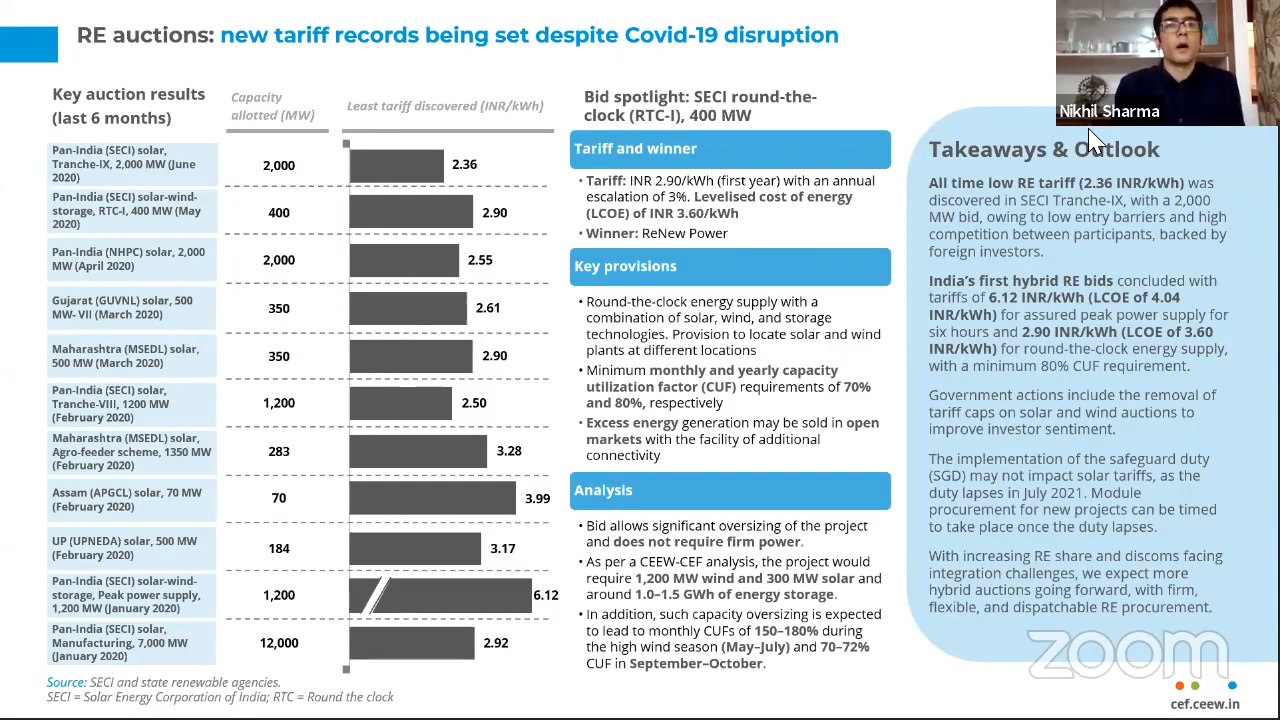 RE auctions: new tariff records being set despite Covid-19 disruption
Nikhil Sharma
Key auction results
(last 6 months)
Capacity
allotted (MW)
Least tariff discovered (INR/kWh)
Pan-India (SECI) solar,
Tranche-IX, 2,000 MW (June
2020)
2,000
2.36
Pan-India (SECI) solar-wind-
storage, RTC-I, 400 MW (May
2020)
400
2.90
Pan-India (NHPC) solar, 2,000
MW (April 2020)
2,000
2.55
Gujarat (GUVNL) solar, 500
MW- VII (March 2020)
350
2.61
Maharashtra (MSEDL) solar,
500 MW (March 2020)
350
2.90
Pan-India (SECI) solar,
Tranche-VIII, 1200 MW
(February 2020)
1,200
2.50
Maharashtra (MSEDL) solar,
Agro-feeder scheme, 1350 MW
(February 2020)
283
3.28
Assam (APGCL) solar, 70 MW
(February 2020)
70
3.99
UP (UPNEDA) solar, 500 MW
(February 2020)
184
3.17
Pan-India (SECI) solar-wind-
storage, Peak power supply,
1,200 MW (January 2020)
1,200
6.12
Pan-India (SECI) solar,
Manufacturing, 7,000 MW
(January 2020)
12,000
2.92
Source: SECI and state renewable agencies.
SECI = Solar Energy Corporation of India; RTC = Round the clock
Bid spotlight: SECI round-the-
clock (RTC-I), 400 MW
Tariff and winner
• Tariff: INR 2.90/kWh (first year) with an annual
escalation of 3%. Levelised cost of energy
(LCOE) of INR 3.60/kWh
• Winner: ReNew Power
Key provisions
• Round-the-clock energy supply with a
combination of solar, wind, and storage
technologies. Provision to locate solar and wind
plants at different locations
• Minimum monthly and yearly capacity
utilization factor (CUF) requirements of 70%
and 80%, respectively
• Excess energy generation may be sold in open
markets with the facility of additional
connectivity
Analysis
• Bid allows significant oversizing of the project
and does not require firm power.
• As per a CEEW-CEF analysis, the project would
require 1,200 MW wind and 300 MW solar and
around 1.0–1.5 GWh of energy storage.
• In addition, such capacity oversizing is expected
to lead to monthly CUFs of 150–180% during
the high wind season (May–July) and 70–72%
CUF in September–October.
Takeaways & Outlook
All time low RE tariff (2.36 INR/kWh) was
discovered in SECI Tranche-IX, with a 2,000
MW bid, owing to low entry barriers and high
competition between participants, backed by
foreign investors.
India's first hybrid RE bids concluded with
tariffs of 6.12 INR/kWh (LCOE of 4.04
INR/kWh) for assured peak power supply for
six hours and 2.90 INR/kWh (LCOE of 3.60
INR/kWh) for round-the-clock energy supply,
with a minimum 80% CUF requirement.
Government actions include the removal of
tariff caps on solar and wind auctions to
improve investor sentiment.
The implementation of the safeguard duty
(SGD) may not impact solar tariffs, as the
duty lapses in July 2021. Module
procurement for new projects can be timed
to take place once the duty lapses.
With increasing RE share and discoms facing
integration challenges, we expect more
hybrid auctions going forward, with firm,
flexible, and dispatchable RE procurement.
zoom
cef.ceew.in